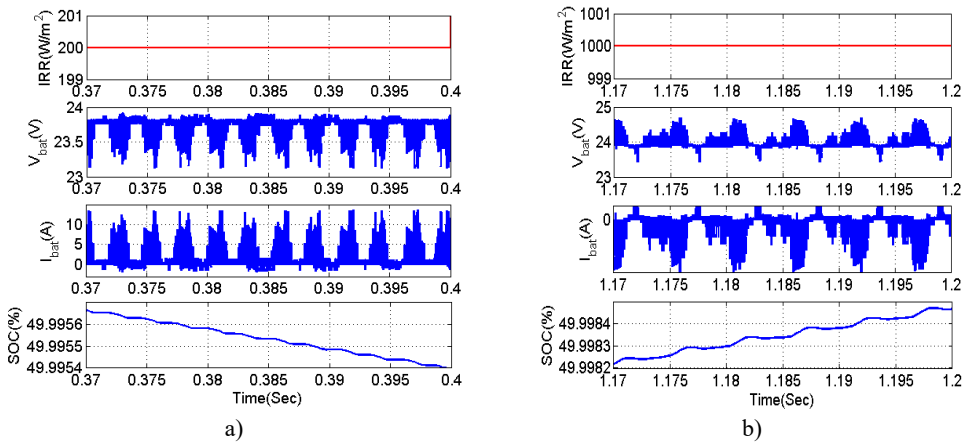 201
200
199
IRR(W/m²)
0.37 0.375 0.38 0.385 0.39 0.395 0.4
24
23.5
23
V_bat(V)
0.37 0.375 0.38 0.385 0.39 0.395 0.4
10
5
0
I_bat(A)
0.37 0.375 0.38 0.385 0.39 0.395 0.4
49.9956
49.9955
49.9954
SOC(%)
0.37 0.375 0.38 0.385 0.39 0.395 0.4
Time(Sec)
a)
1001
1000
999
IRR(W/m²)
1.17 1.175 1.18 1.185 1.19 1.195 1.2
25
24
23
V_bat(V)
1.17 1.175 1.18 1.185 1.19 1.195 1.2
0
I_bat(A)
1.17 1.175 1.18 1.185 1.19 1.195 1.2
49.9984
49.9983
49.9982
SOC(%)
1.17 1.175 1.18 1.185 1.19 1.195 1.2
Time(Sec)
b)